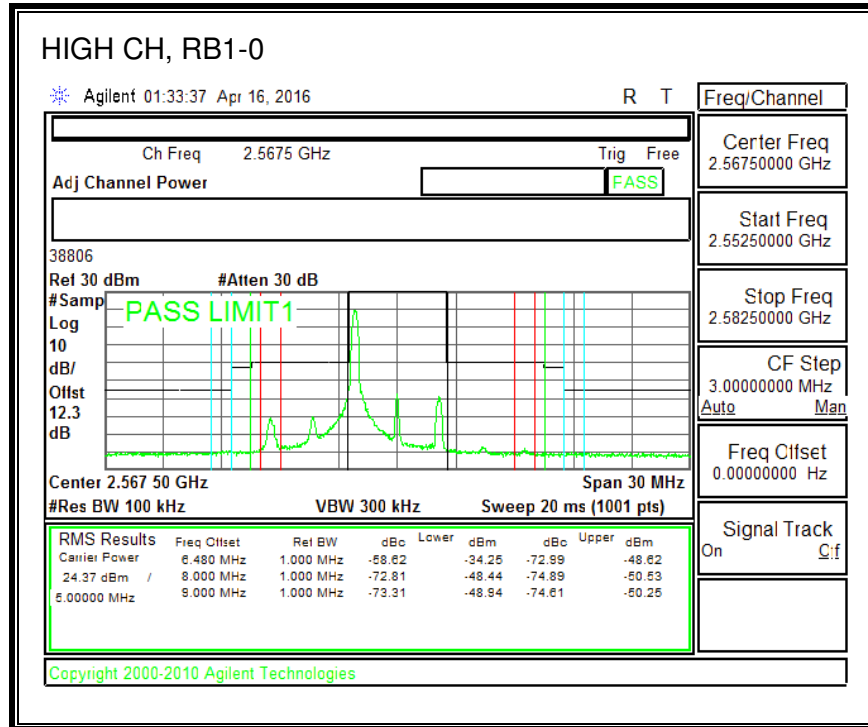 HIGH CH, RB1-0
Agilent 01:33:37 Apr 16, 2016 R T
Freq/Channel
Ch Freq 2.5675 GHz Trig Free
Adj Channel Power PASS
Center Freq
2.56750000 GHz
Start Freq
2.55250000 GHz
38806
Ref 30 dBm #Atten 30 dB
#Samp
Log
10
dB/
Offst
12.3
dB
PASS LIMIT1
Stop Freq
2.58250000 GHz
CF Step
3.00000000 MHz
Auto Man
Freq Offset
0.00000000 Hz
Center 2.567 50 GHz Span 30 MHz
#Res BW 100 kHz VBW 300 kHz Sweep 20 ms (1001 pts)
Signal Track
On Off
RMS Results Freq Offset Ref BW dBc Lower dBm dBc Upper dBm
Carrier Power 6.480 MHz 1.000 MHz -58.62 -34.25 -72.99 -48.62
24.37 dBm / 8.000 MHz 1.000 MHz -72.81 -48.44 -74.89 -50.53
5.00000 MHz 9.000 MHz 1.000 MHz -73.31 -48.94 -74.61 -50.25
Copyright 2000-2010 Agilent Technologies